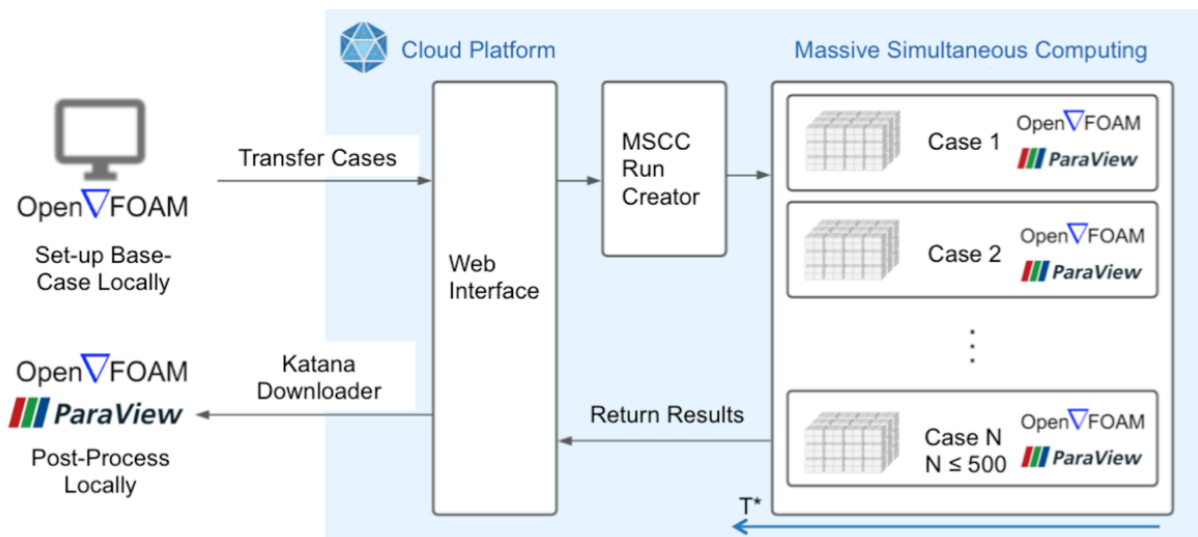 Cloud Platform
Massive Simultaneous Computing
OpenFOAM
Set-up Base-
Case Locally
Transfer Cases
Web
Interface
MSCC
Run
Creator
Case 1
OpenFOAM
ParaView
Case 2
OpenFOAM
ParaView
Case N
N ≤ 500
OpenFOAM
ParaView
OpenFOAM
ParaView
Post-Process
Locally
Katana
Downloader
Return Results
T*